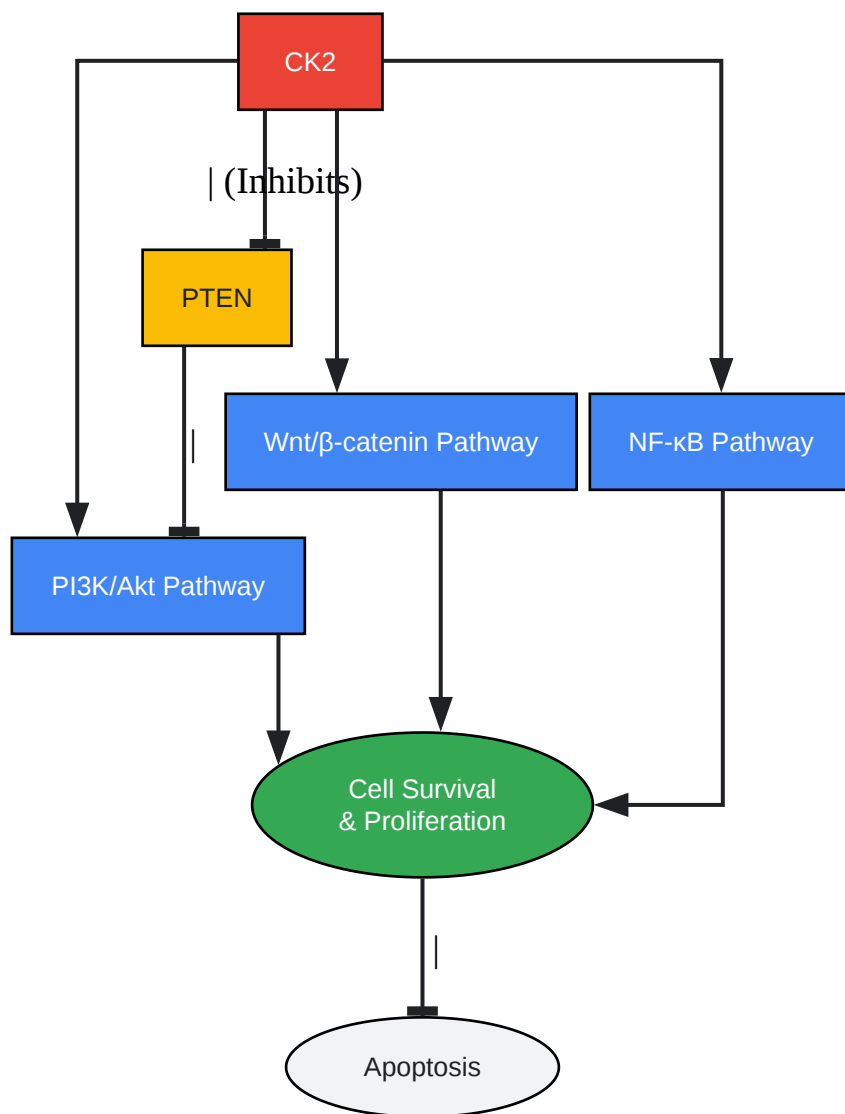 CK2
| (Inhibits)
PTEN
|
Wnt/β-catenin Pathway
NF-κB Pathway
PI3K/Akt Pathway
Cell Survival
& Proliferation
|
Apoptosis